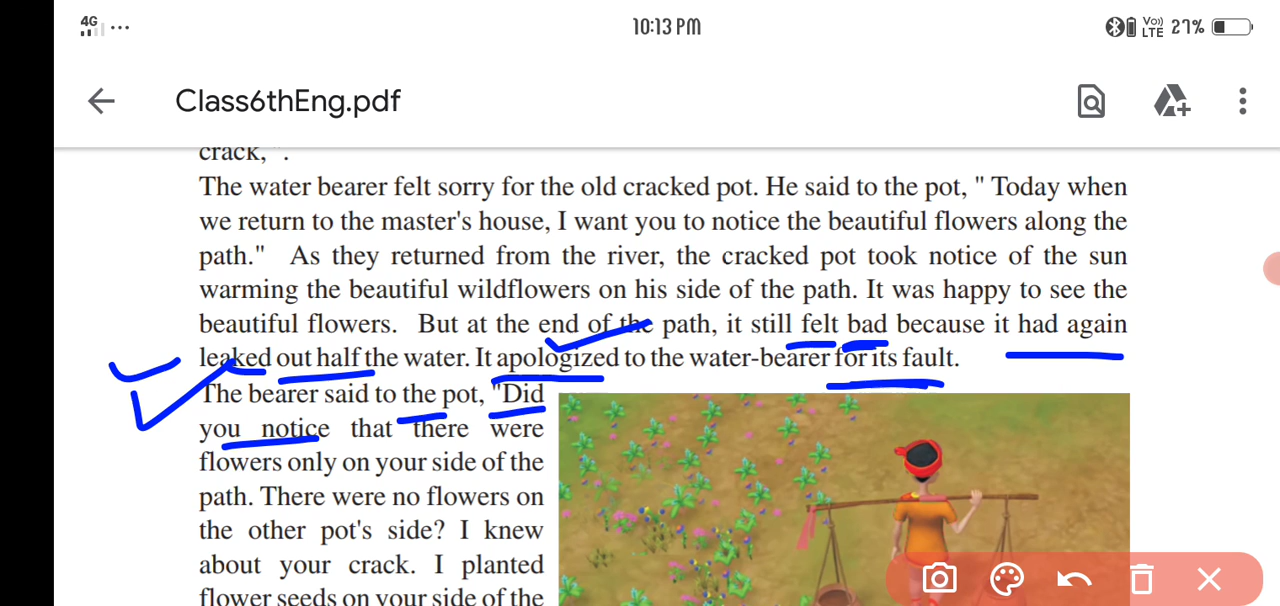 4G ...
10:13 PM
Vo)) LTE 27%
Class6thEng.pdf
crack, ".
The water bearer felt sorry for the old cracked pot. He said to the pot, " Today when
we return to the master's house, I want you to notice the beautiful flowers along the
path." As they returned from the river, the cracked pot took notice of the sun
warming the beautiful wildflowers on his side of the path. It was happy to see the
beautiful flowers. But at the end of the path, it still felt bad because it had again
leaked out half the water. It apologized to the water-bearer for its fault.
The bearer said to the pot, "Did
you notice that there were
flowers only on your side of the
path. There were no flowers on
the other pot's side? I knew
about your crack. I planted
flower seeds on your side of the